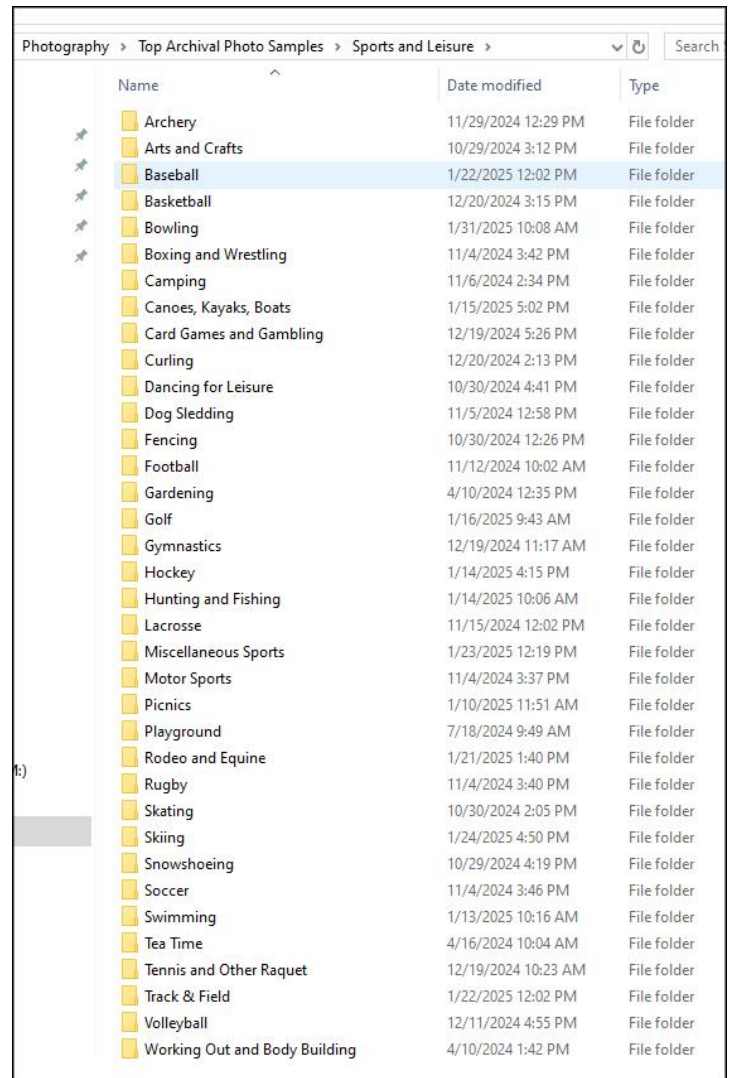 Photography > Top Archival Photo Samples > Sports and Leisure > Search
Name Date modified Type
Archery 11/29/2024 12:29 PM File folder
Arts and Crafts 10/29/2024 3:12 PM File folder
Baseball 1/22/2025 12:02 PM File folder
Basketball 12/20/2024 3:15 PM File folder
Bowling 1/31/2025 10:08 AM File folder
Boxing and Wrestling 11/4/2024 3:42 PM File folder
Camping 11/6/2024 2:34 PM File folder
Canoes, Kayaks, Boats 1/15/2025 5:02 PM File folder
Card Games and Gambling 12/19/2024 5:26 PM File folder
Curling 12/20/2024 2:13 PM File folder
Dancing for Leisure 10/30/2024 4:41 PM File folder
Dog Sledding 11/5/2024 12:58 PM File folder
Fencing 10/30/2024 12:26 PM File folder
Football 11/12/2024 10:02 AM File folder
Gardening 4/10/2024 12:35 PM File folder
Golf 1/16/2025 9:43 AM File folder
Gymnastics 12/19/2024 11:17 AM File folder
Hockey 1/14/2025 4:15 PM File folder
Hunting and Fishing 1/14/2025 10:06 AM File folder
Lacrosse 11/15/2024 12:02 PM File folder
Miscellaneous Sports 1/23/2025 12:19 PM File folder
Motor Sports 11/4/2024 3:37 PM File folder
Picnics 1/10/2025 11:51 AM File folder
Playground 7/18/2024 9:49 AM File folder
Rodeo and Equine 1/21/2025 1:40 PM File folder
:)
Rugby 11/4/2024 3:40 PM File folder
Skating 10/30/2024 2:05 PM File folder
Skiing 1/24/2025 4:50 PM File folder
Snowshoeing 10/29/2024 4:19 PM File folder
Soccer 11/4/2024 3:46 PM File folder
Swimming 1/13/2025 10:16 AM File folder
Tea Time 4/16/2024 10:04 AM File folder
Tennis and Other Raquet 12/19/2024 10:23 AM File folder
Track & Field 1/22/2025 12:02 PM File folder
Volleyball 12/11/2024 4:55 PM File folder
Working Out and Body Building 4/10/2024 1:42 PM File folder